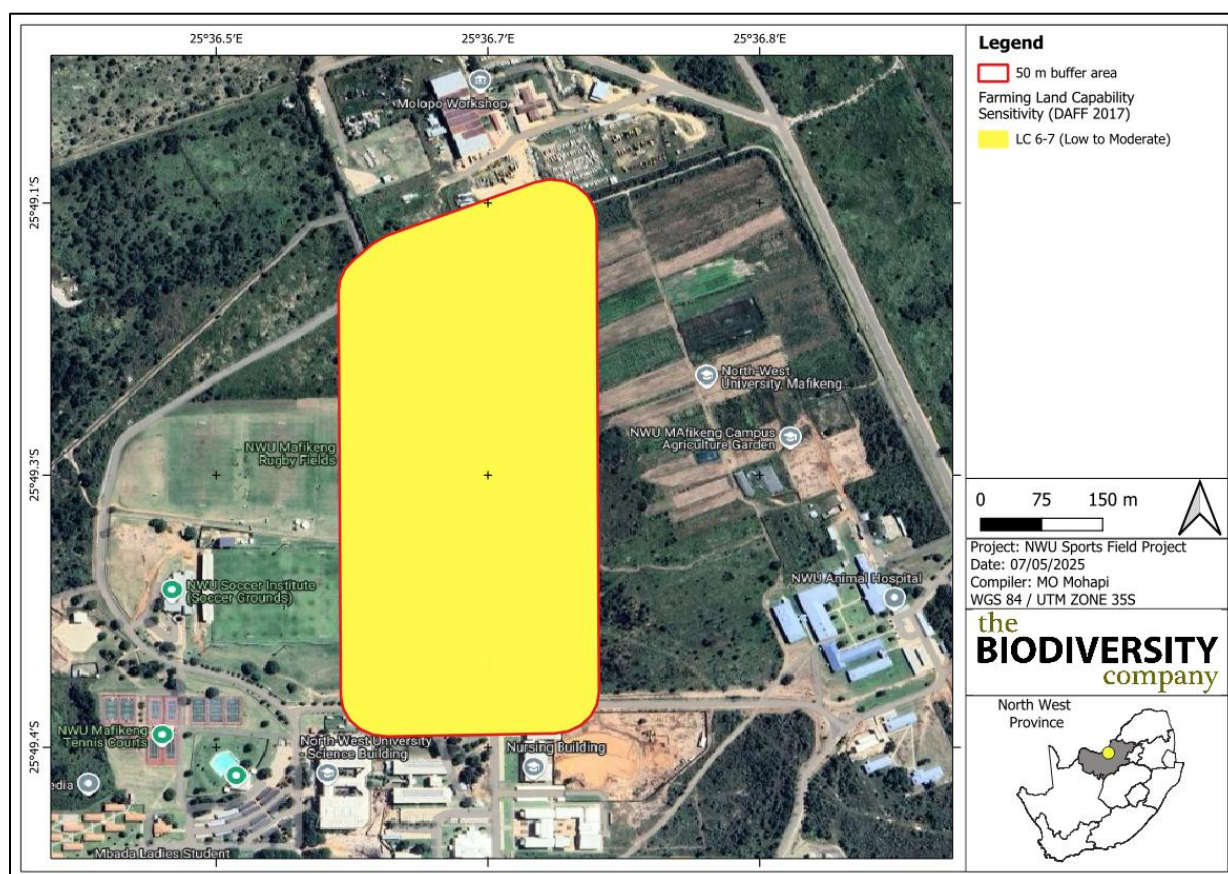 25°36.5'E
25°36.7'E
25°36.8'E
25°49.1'S
25°49.3'S
25°49.4'S
Molopo Workshop
North-West
University, Mafikeng...
NWU MAfikeng Campus
Agriculture Garden
NWU Mafikeng
Rugby Fields
NWU Soccer Institute
(Soccer Grounds)
NWU Animal Hospital
NWU Mafikeng
Tennis Courts
North-West University
- Science Building
Nursing Building
edia
Mbada Ladies Student
Legend
50 m buffer area
Farming Land Capability
Sensitivity (DAFF 2017)
LC 6-7 (Low to Moderate)
0 75 150 m
Project: NWU Sports Field Project
Date: 07/05/2025
Compiler: MO Mohapi
WGS 84 / UTM ZONE 35S
the
BIODIVERSITY
company
North West
Province